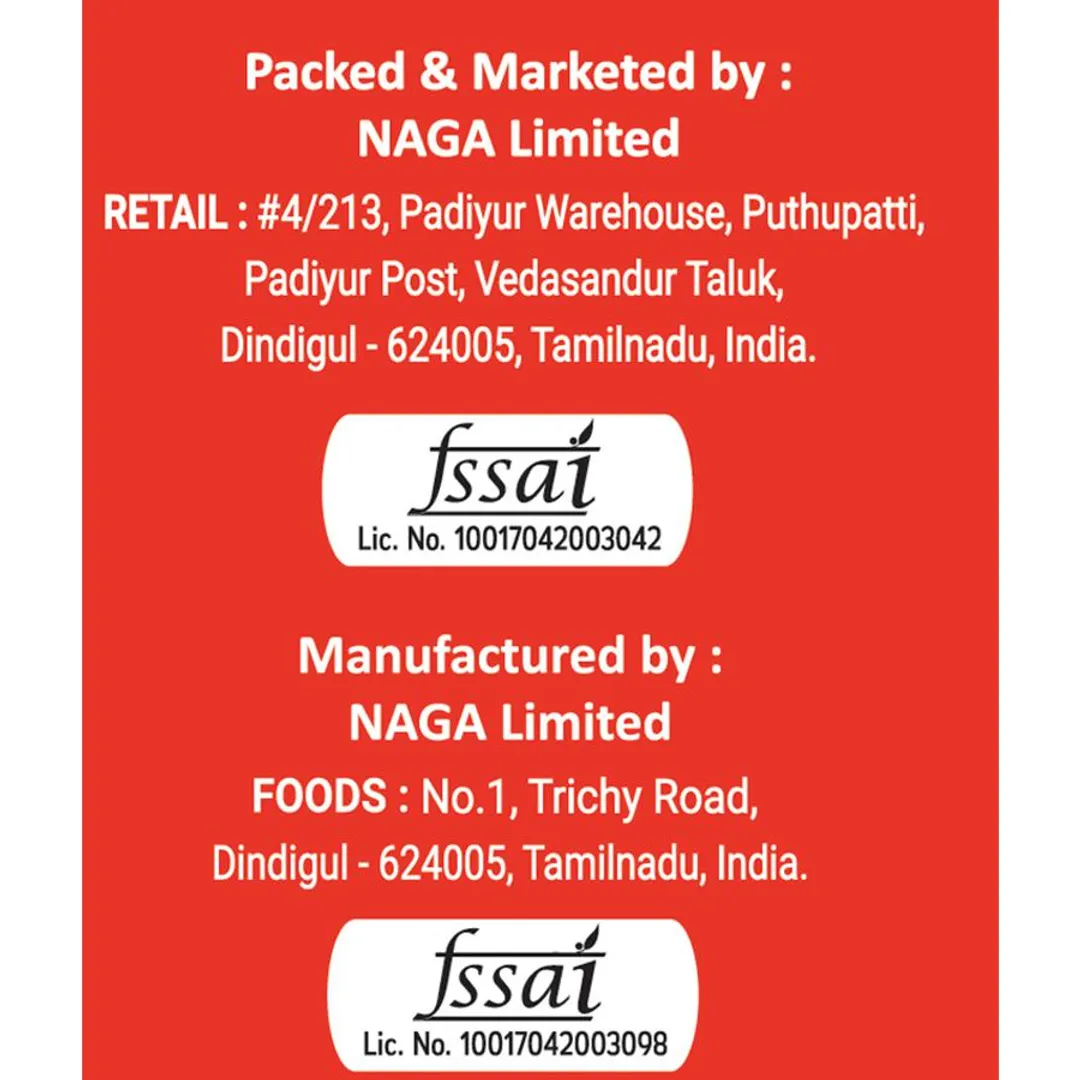 Packed & Marketed by :
NAGA Limited
RETAIL : #4/213, Padiyur Warehouse, Puthupatti,
Padiyur Post, Vedasandur Taluk,
Dindigul - 624005, Tamilnadu, India.
fssai
Lic. No. 10017042003042
Manufactured by :
NAGA Limited
FOODS : No.1, Trichy Road,
Dindigul - 624005, Tamilnadu, India.
fssai
Lic. No. 10017042003098